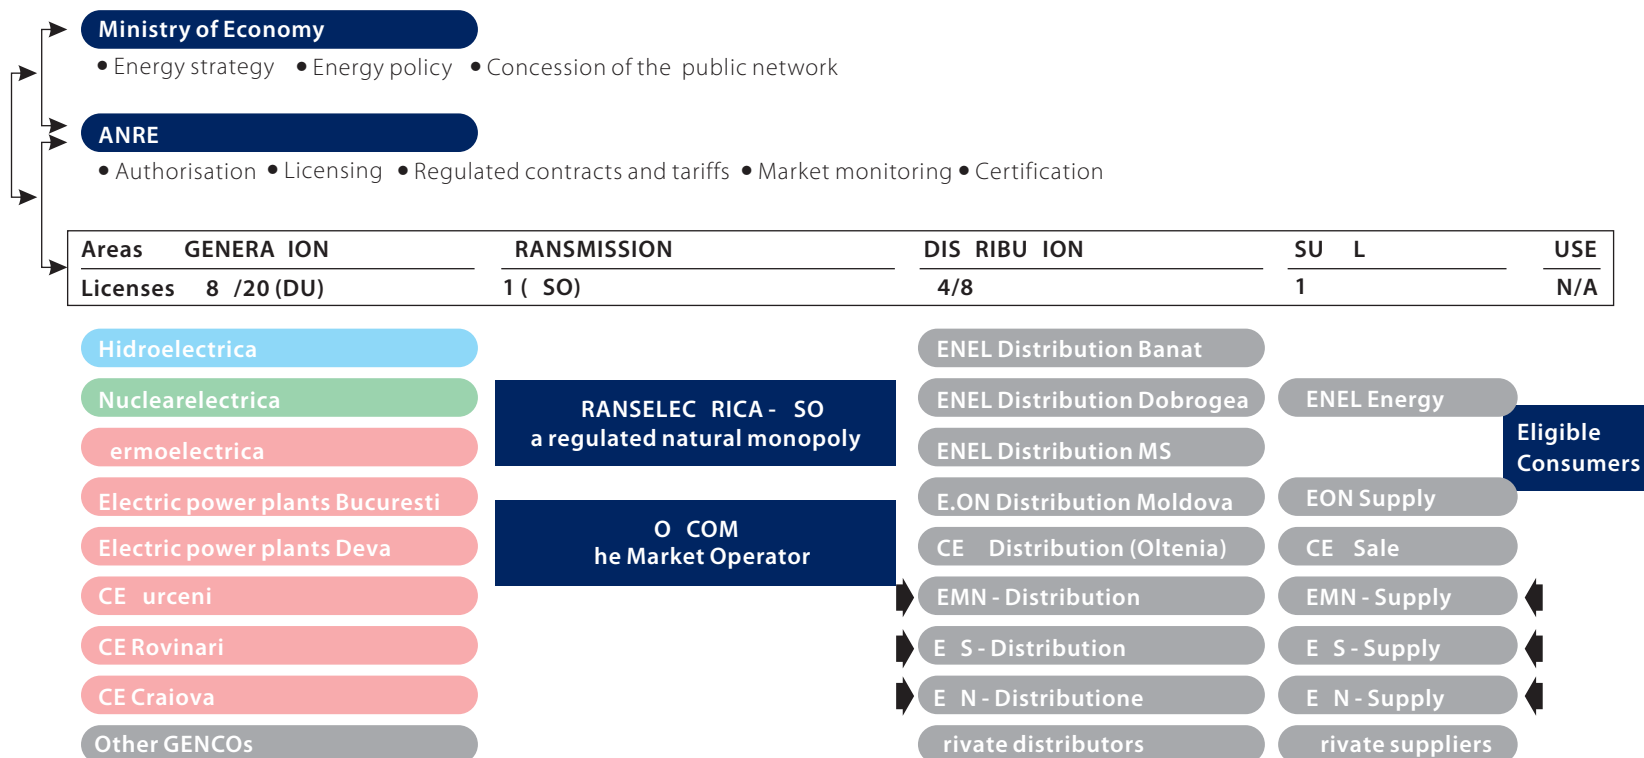 Ministry of Economy
• Energy strategy • Energy policy • Concession of the public network
ANRE
• Authorisation • Licensing • Regulated contracts and tariffs • Market monitoring • Certification
Areas GENERA ION RANSMISSION DIS RIBU ION SU L USE
Licenses 8 /20 (DU) 1 ( SO) 4/8 1 N/A
Hidroelectrica
Nuclearelectrica
ermoelectrica
Electric power plants Bucuresti
Electric power plants Deva
CE urceni
CE Rovinari
CE Craiova
Other GENCOs
RANSELEC RICA - SO
a regulated natural monopoly
O COM
he Market Operator
ENEL Distribution Banat
ENEL Distribution Dobrogea
ENEL Distribution MS
E.ON Distribution Moldova
CE Distribution (Oltenia)
EMN - Distribution
E S - Distribution
E N - Distributione
rivate distributors
ENEL Energy
EON Supply
CE Sale
EMN - Supply
E S - Supply
E N - Supply
rivate suppliers
Eligible
Consumers